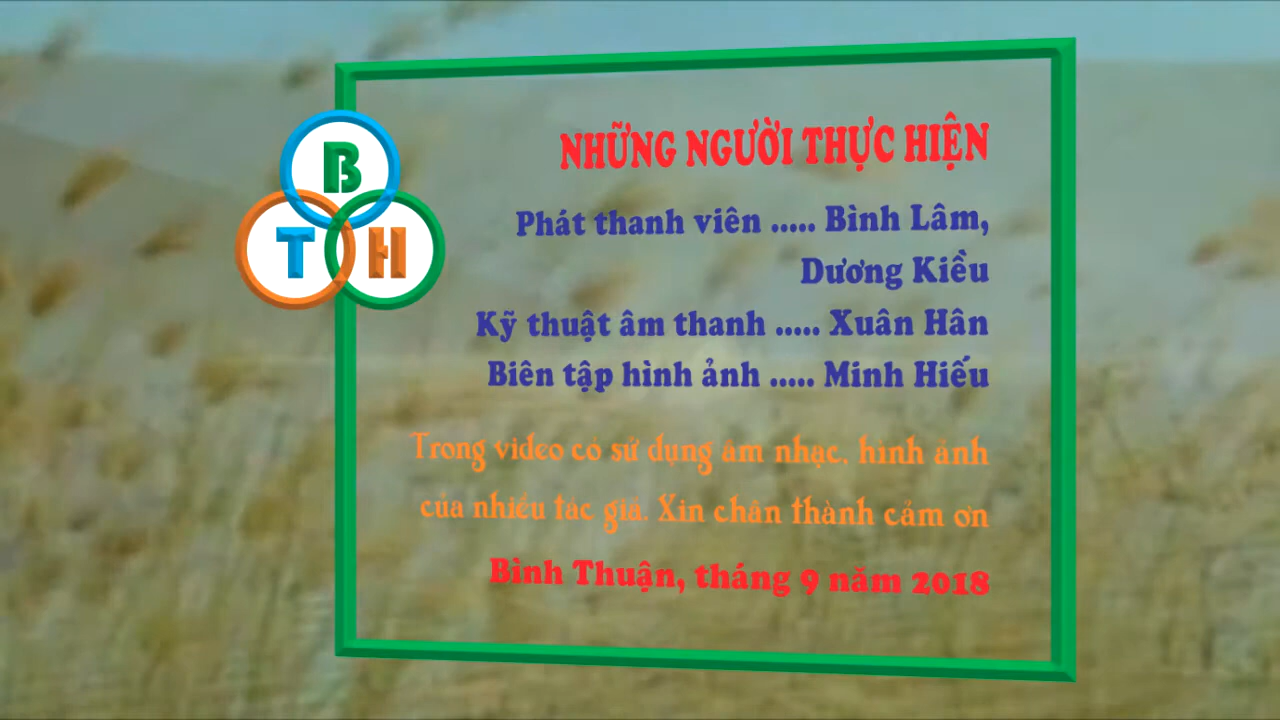 B
T H
NHỮNG NGƯỜI THỰC HIỆN
Phát thanh viên ..... Bình Lâm,
Dương Kiều
Kỹ thuật âm thanh ..... Xuân Hân
Biên tập hình ảnh ..... Minh Hiếu
Trong video có sử dụng âm nhạc, hình ảnh
của nhiều tác giả. Xin chân thành cảm ơn
Bình Thuận, tháng 9 năm 2018